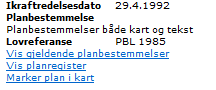 Ikraftredelsesdato 29.4.1992
Planbestemmelse
Planbestemmelser både kart og tekst
Lovreferanse PBL 1985
Vis gjeldende planbestemmelser
Vis planregister
Marker plan i kart